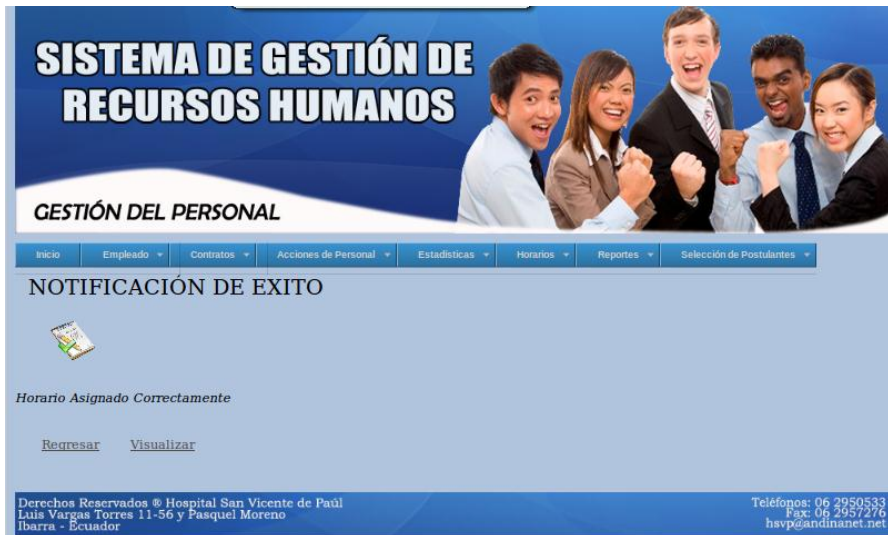 SISTEMA DE GESTIÓN DE
RECURSOS HUMANOS
GESTIÓN DEL PERSONAL
Inicio Empleado Contratos Acciones de Personal Estadísticas Horarios Reportes Selección de Postulantes
NOTIFICACIÓN DE EXITO
Horario Asignado Correctamente
Regresar Visualizar
Derechos Reservados ® Hospital San Vicente de Paúl
Luis Vargas Torres 11-56 y Pasquel Moreno
Ibarra - Ecuador
Teléfonos: 06 2950533
Fax: 06 2957276
hsvp@andinanet.net